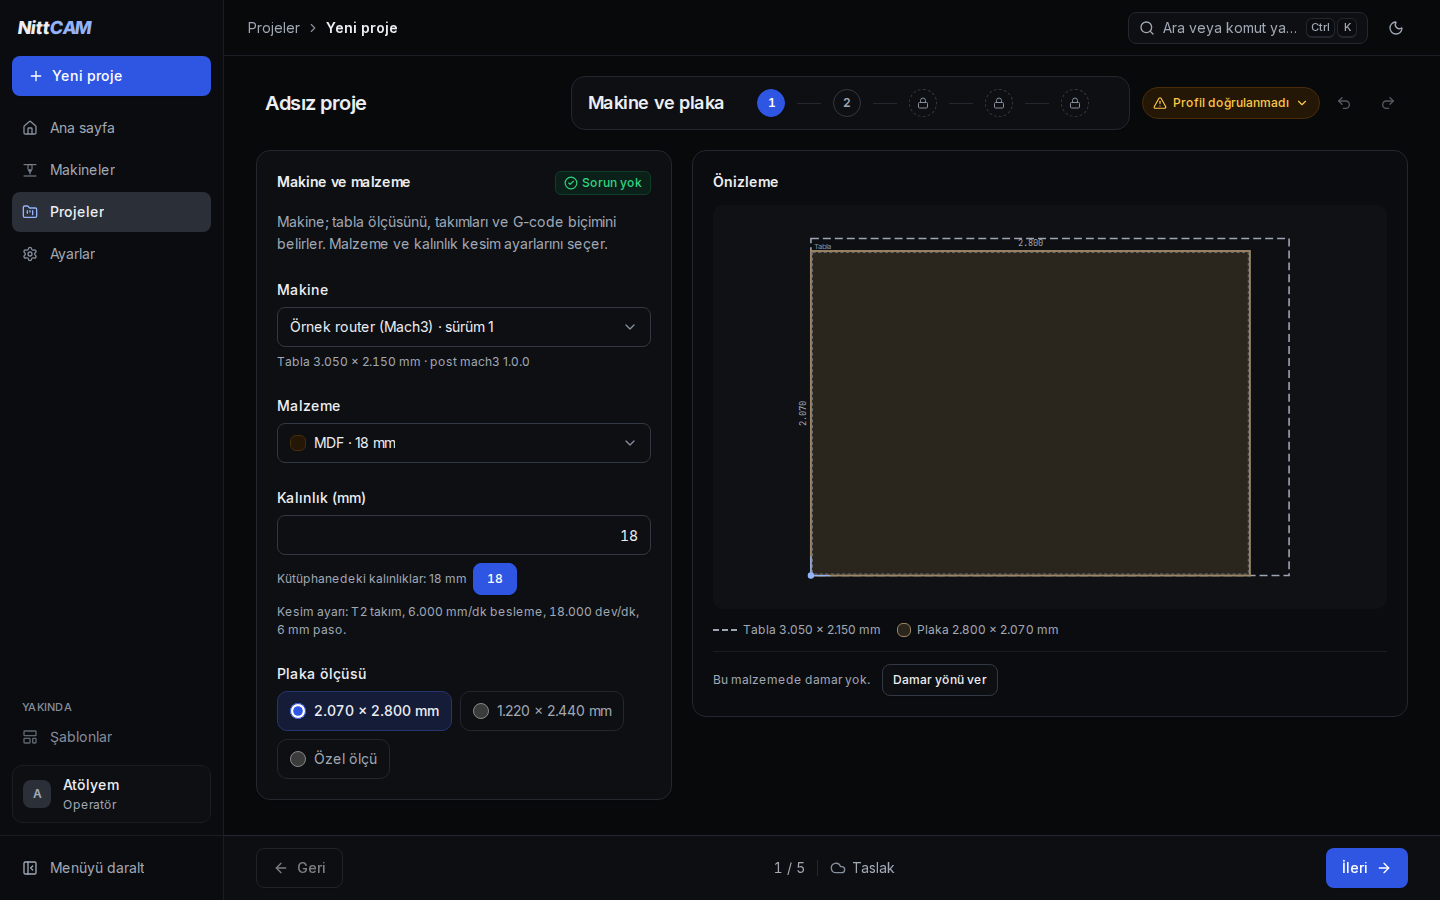 NittCAM
Yeni proje
Ana sayfa
Makineler
Projeler
Ayarlar
YAKINDA
Şablonlar
A
Atölyem
Operatör
Menüyü daralt
Projeler > Yeni proje
Ara veya komut ya... Ctrl K
Adsız proje
Makine ve plaka 1 2
Profil doğrulanmadı
Makine ve malzeme
Sorun yok
Makine; tabla ölçüsünü, takımları ve G-code biçimini
belirler. Malzeme ve kalınlık kesim ayarlarını seçer.
Makine
Örnek router (Mach3) · sürüm 1
Tabla 3.050 × 2.150 mm · post mach3 1.0.0
Malzeme
MDF · 18 mm
Kalınlık (mm)
18
Kütüphanedeki kalınlıklar: 18 mm 18
Kesim ayarı: T2 takım, 6.000 mm/dk besleme, 18.000 dev/dk,
6 mm paso.
Plaka ölçüsü
2.070 × 2.800 mm
1.220 × 2.440 mm
Özel ölçü
Önizleme
Tabla
2.800
2.070
Tabla 3.050 × 2.150 mm
Plaka 2.800 × 2.070 mm
Bu malzemede damar yok.
Damar yönü ver
Geri
1 / 5
Taslak
İleri